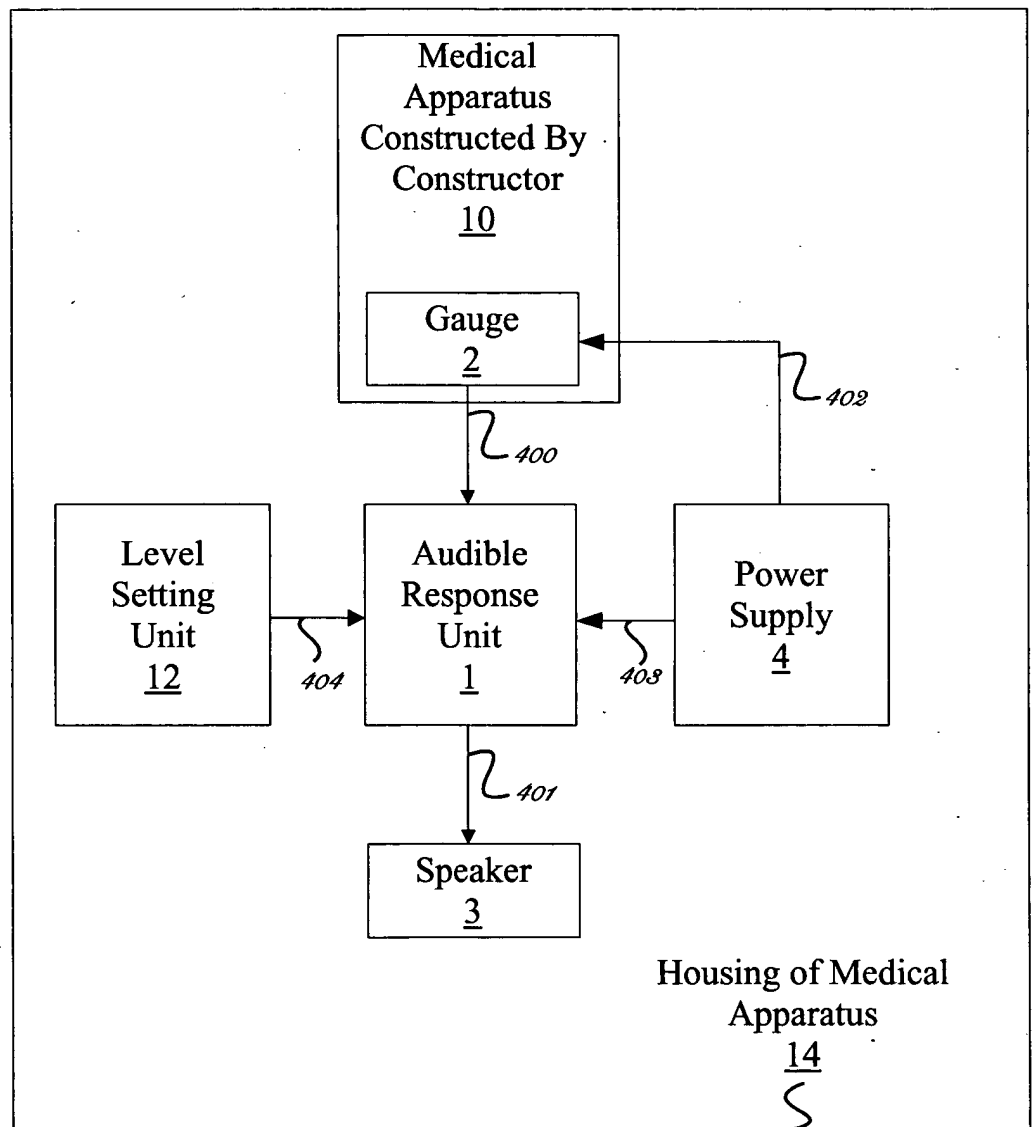 Medical
Apparatus
Constructed By
Constructor
10
Gauge
2
402
400
Level
Setting
Unit
12
404
Audible
Response
Unit
1
403
Power
Supply
4
401
Speaker
3
Housing of Medical
Apparatus
14